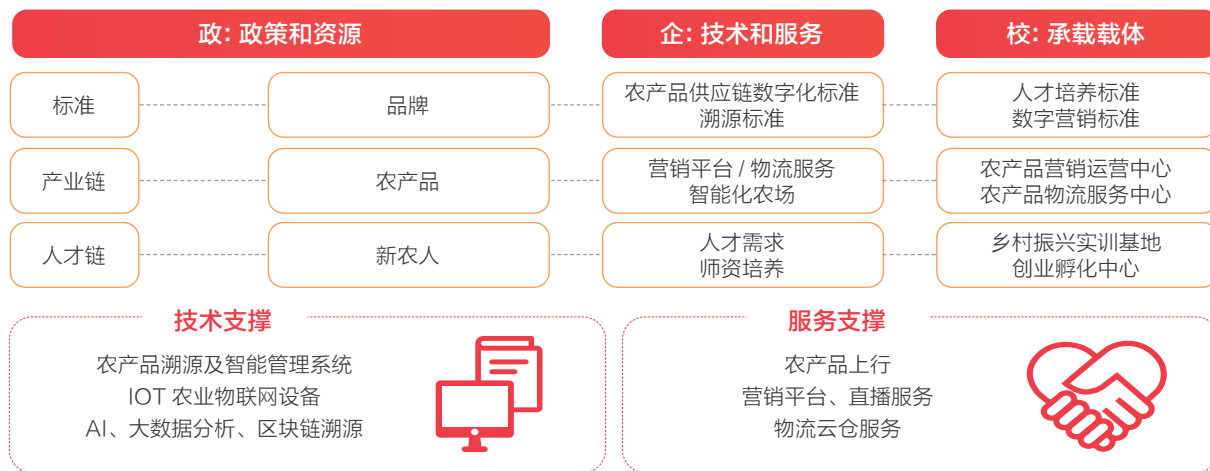 政: 政策和资源
企: 技术和服务
校: 承载载体
标准
品牌
农产品供应链数字化标准
溯源标准
人才培养标准
数字营销标准
产业链
农产品
营销平台 / 物流服务
智能化农场
农产品营销运营中心
农产品物流服务中心
人才链
新农人
人才需求
师资培养
乡村振兴实训基地
创业孵化中心
技术支撑
农产品溯源及智能管理系统
IOT 农业物联网设备
AI、大数据分析、区块链溯源
服务支撑
农产品上行
营销平台、直播服务
物流云仓服务